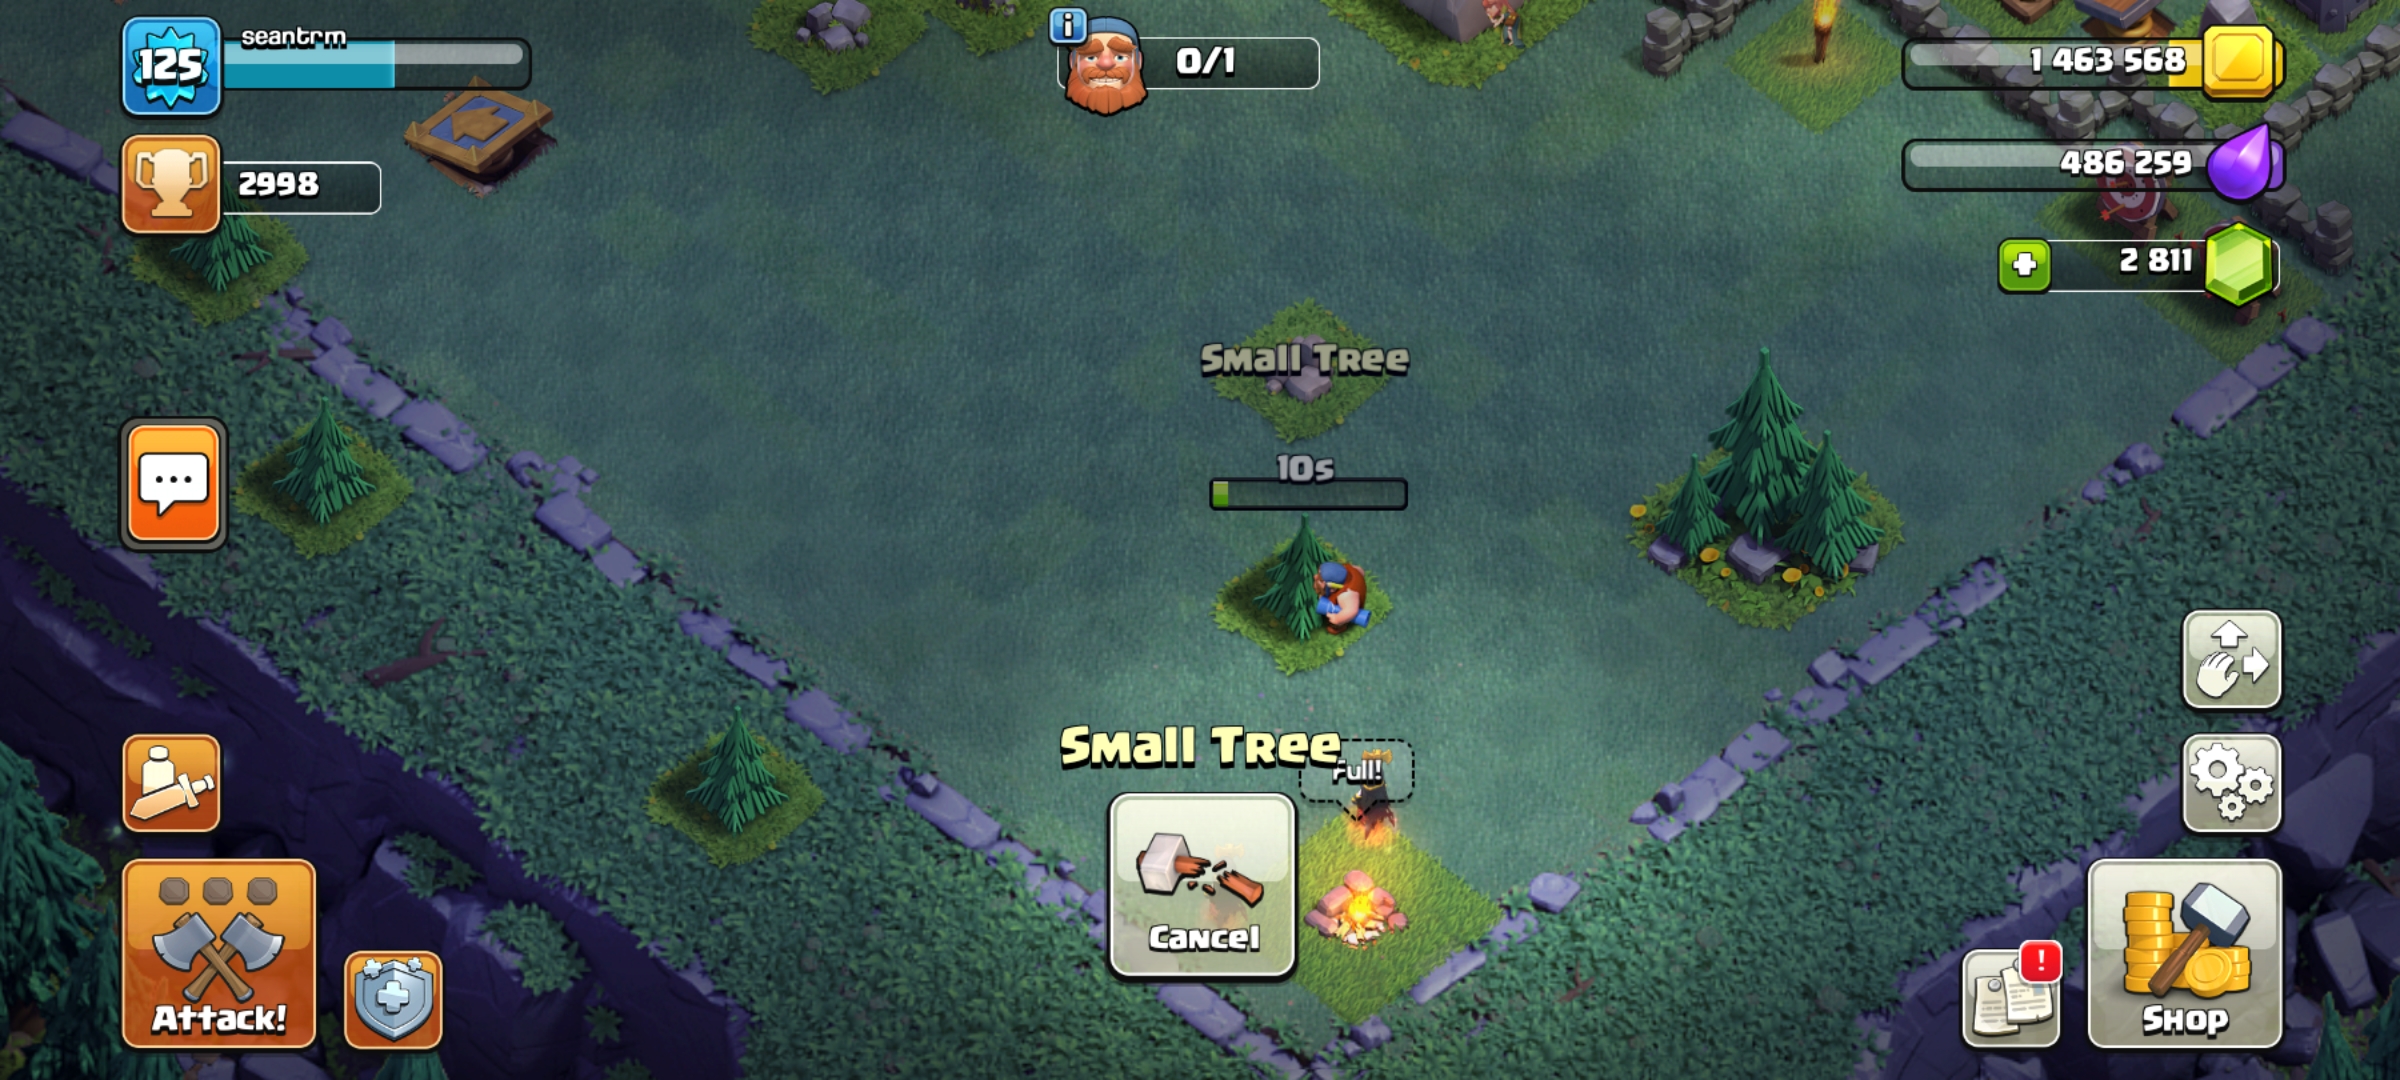 125
seantrm
i
0/1
1 463 568
2998
486 259
2 811
Small Tree
10s
Small Tree
Full!
Cancel
Attack!
!
Shop